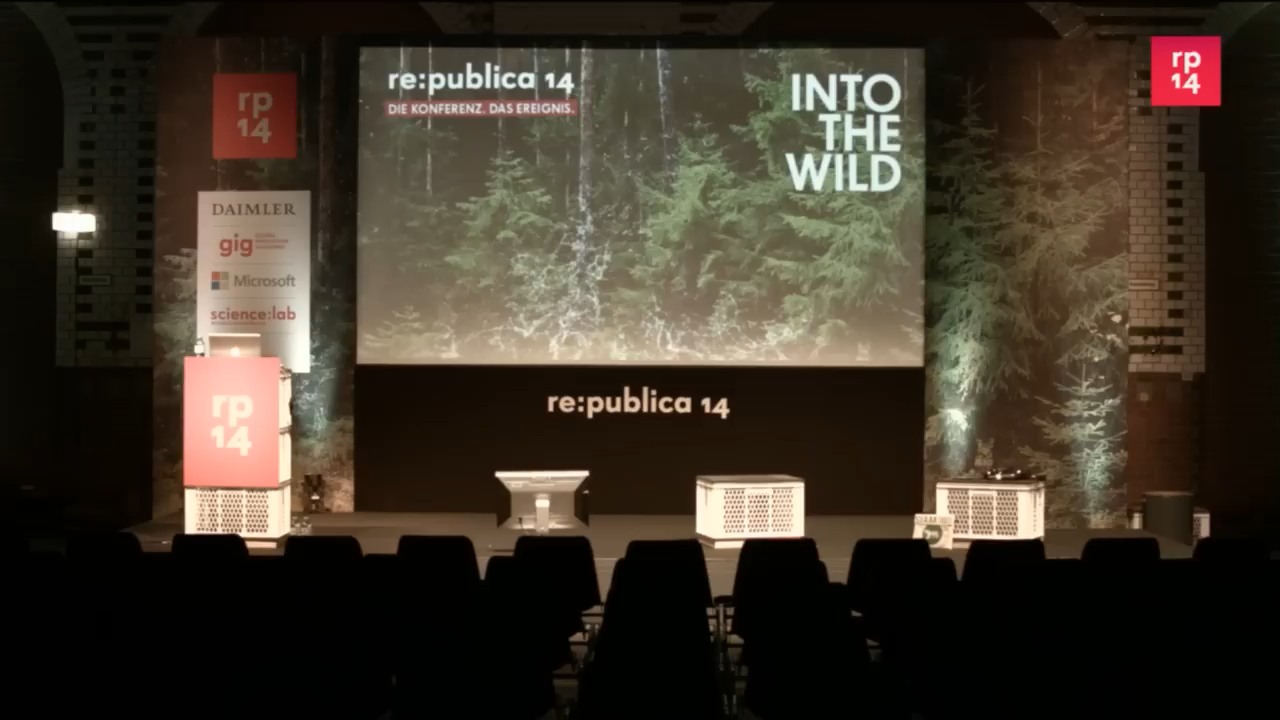 re:publica 14
DIE KONFERENZ. DAS EREIGNIS.
INTO
THE
WILD
rp
14
rp
14
DAIMLER
gig
Microsoft
science:lab
rp
14
re:publica 14